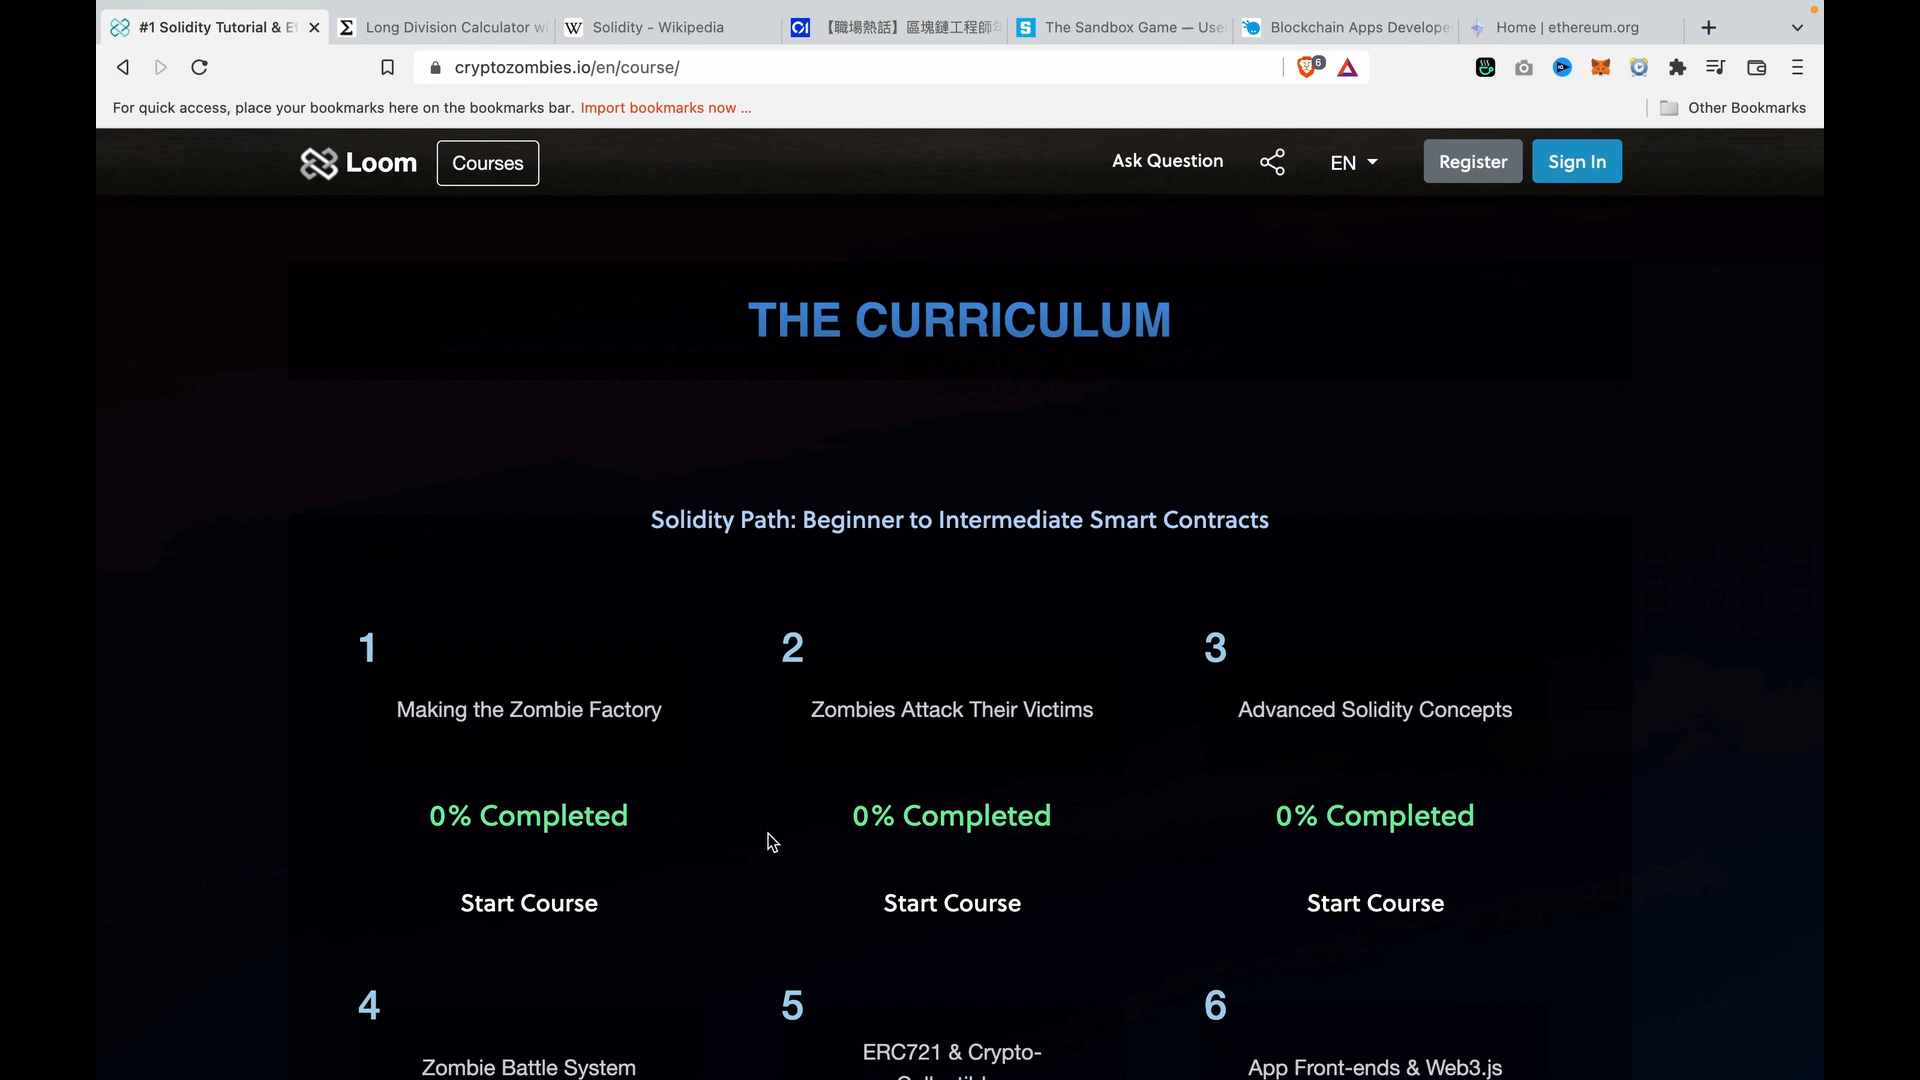 #1 Solidity Tutorial & Et
Long Division Calculator wi
Solidity - Wikipedia
【職場熱話】區塊鏈工程師年
The Sandbox Game — Use
Blockchain Apps Develope
Home | ethereum.org
cryptozombies.io/en/course/
6
For quick access, place your bookmarks here on the bookmarks bar. Import bookmarks now ...
Other Bookmarks
Loom
Courses
Ask Question
EN
Register
Sign In
THE CURRICULUM
Solidity Path: Beginner to Intermediate Smart Contracts
1
2
3
Making the Zombie Factory
Zombies Attack Their Victims
Advanced Solidity Concepts
0% Completed
0% Completed
0% Completed
Start Course
Start Course
Start Course
4
5
6
Zombie Battle System
ERC721 & Crypto-
App Front-ends & Web3.js